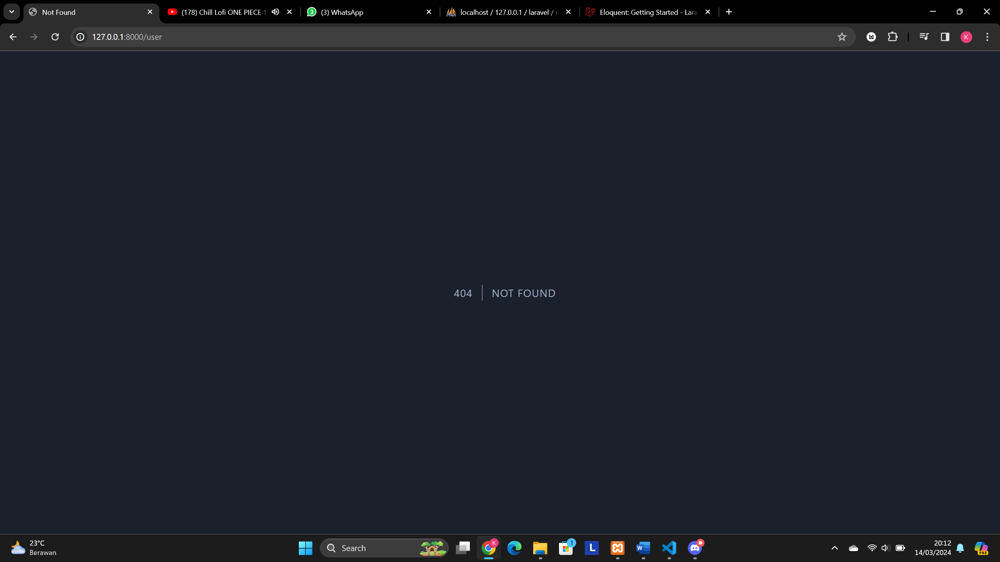 Not Found
(178) Chill Lofi ONE PIECE 1
3
(3) WhatsApp
PMA
localhost / 127.0.0.1 / laravel /
Eloquent: Getting Started - Lara
127.0.0.1:8000/user
K
404 NOT FOUND
23°C
Berawan
Search
K
1
L
W
PRE
20:12
14/03/2024